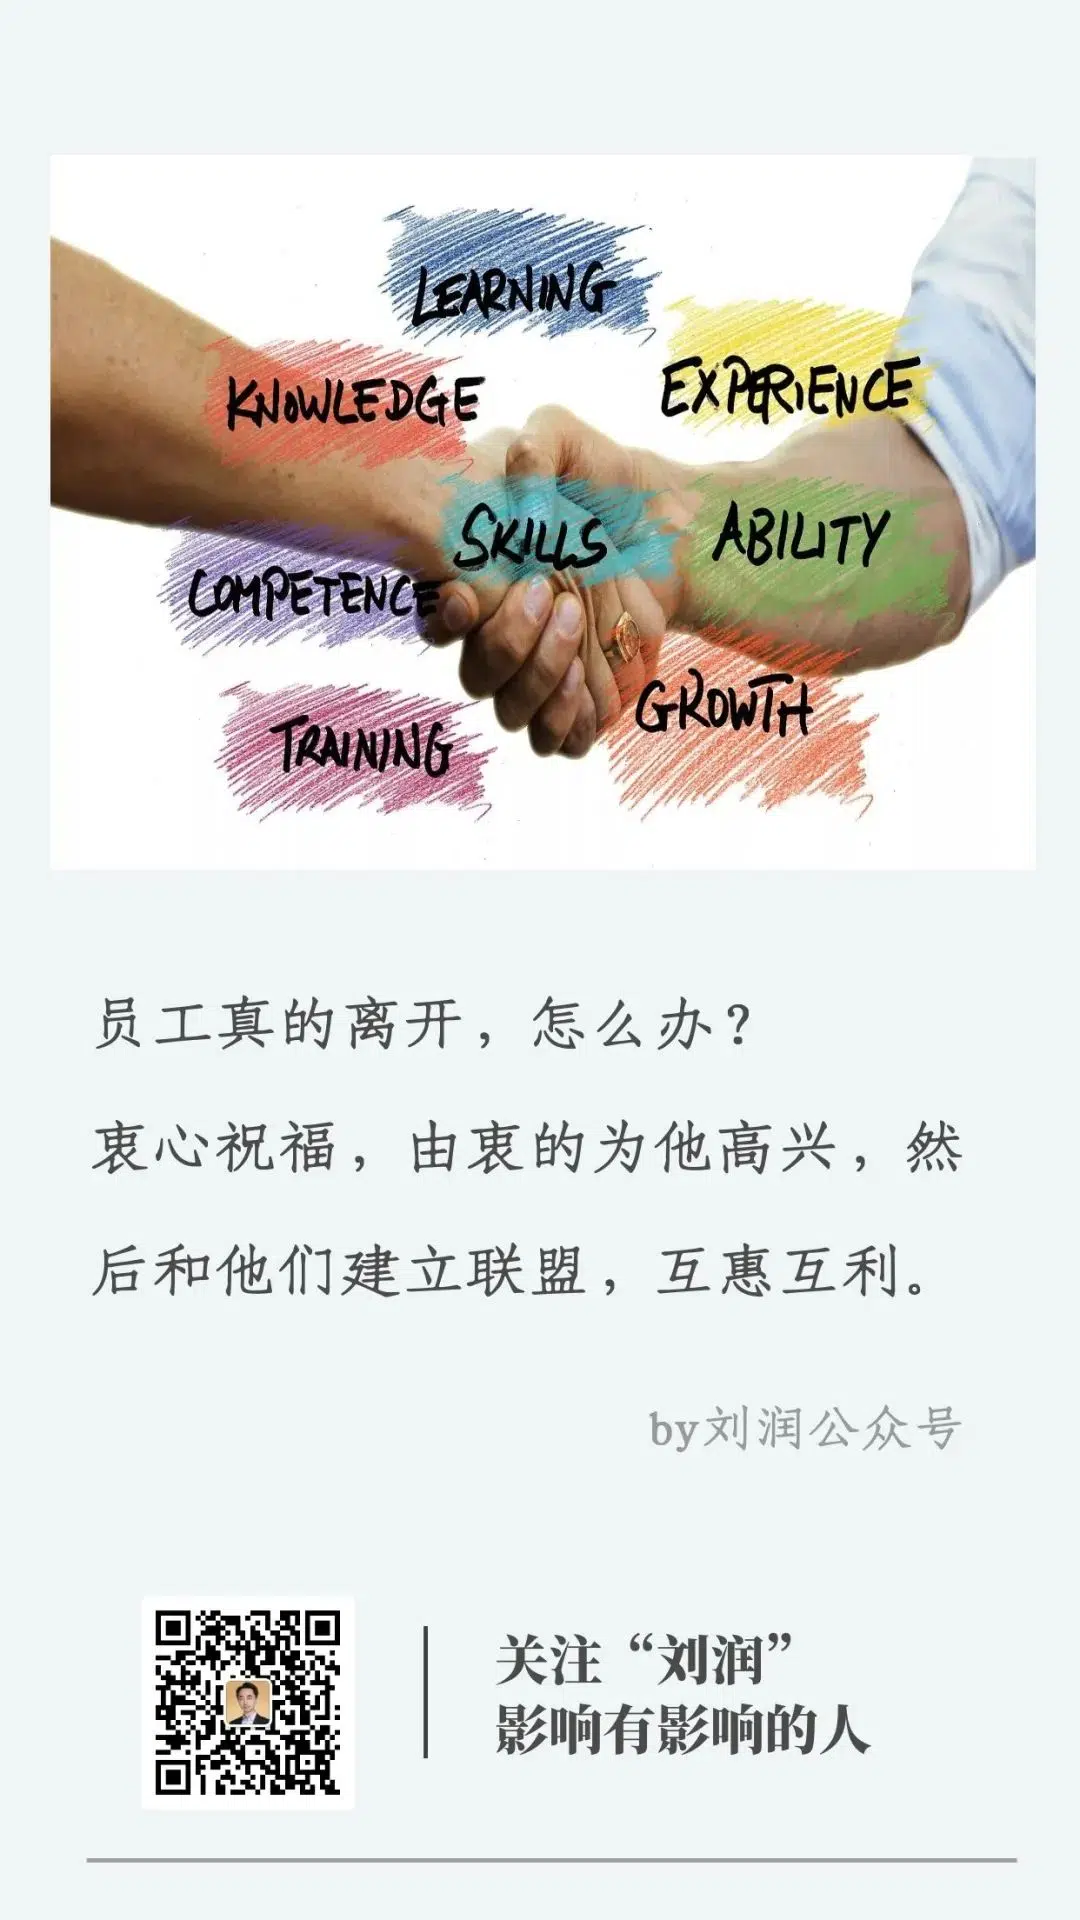 LEARNING
KNOWLEDGE
EXPERIENCE
SKILLS
ABILITY
COMPETENCE
GROWTH
TRAINING
员工真的离开，怎么办？
衷心祝福，由衷的为他高兴，然
后和他们建立联盟，互惠互利。
by刘润公众号
关注“刘润”
影响有影响的人